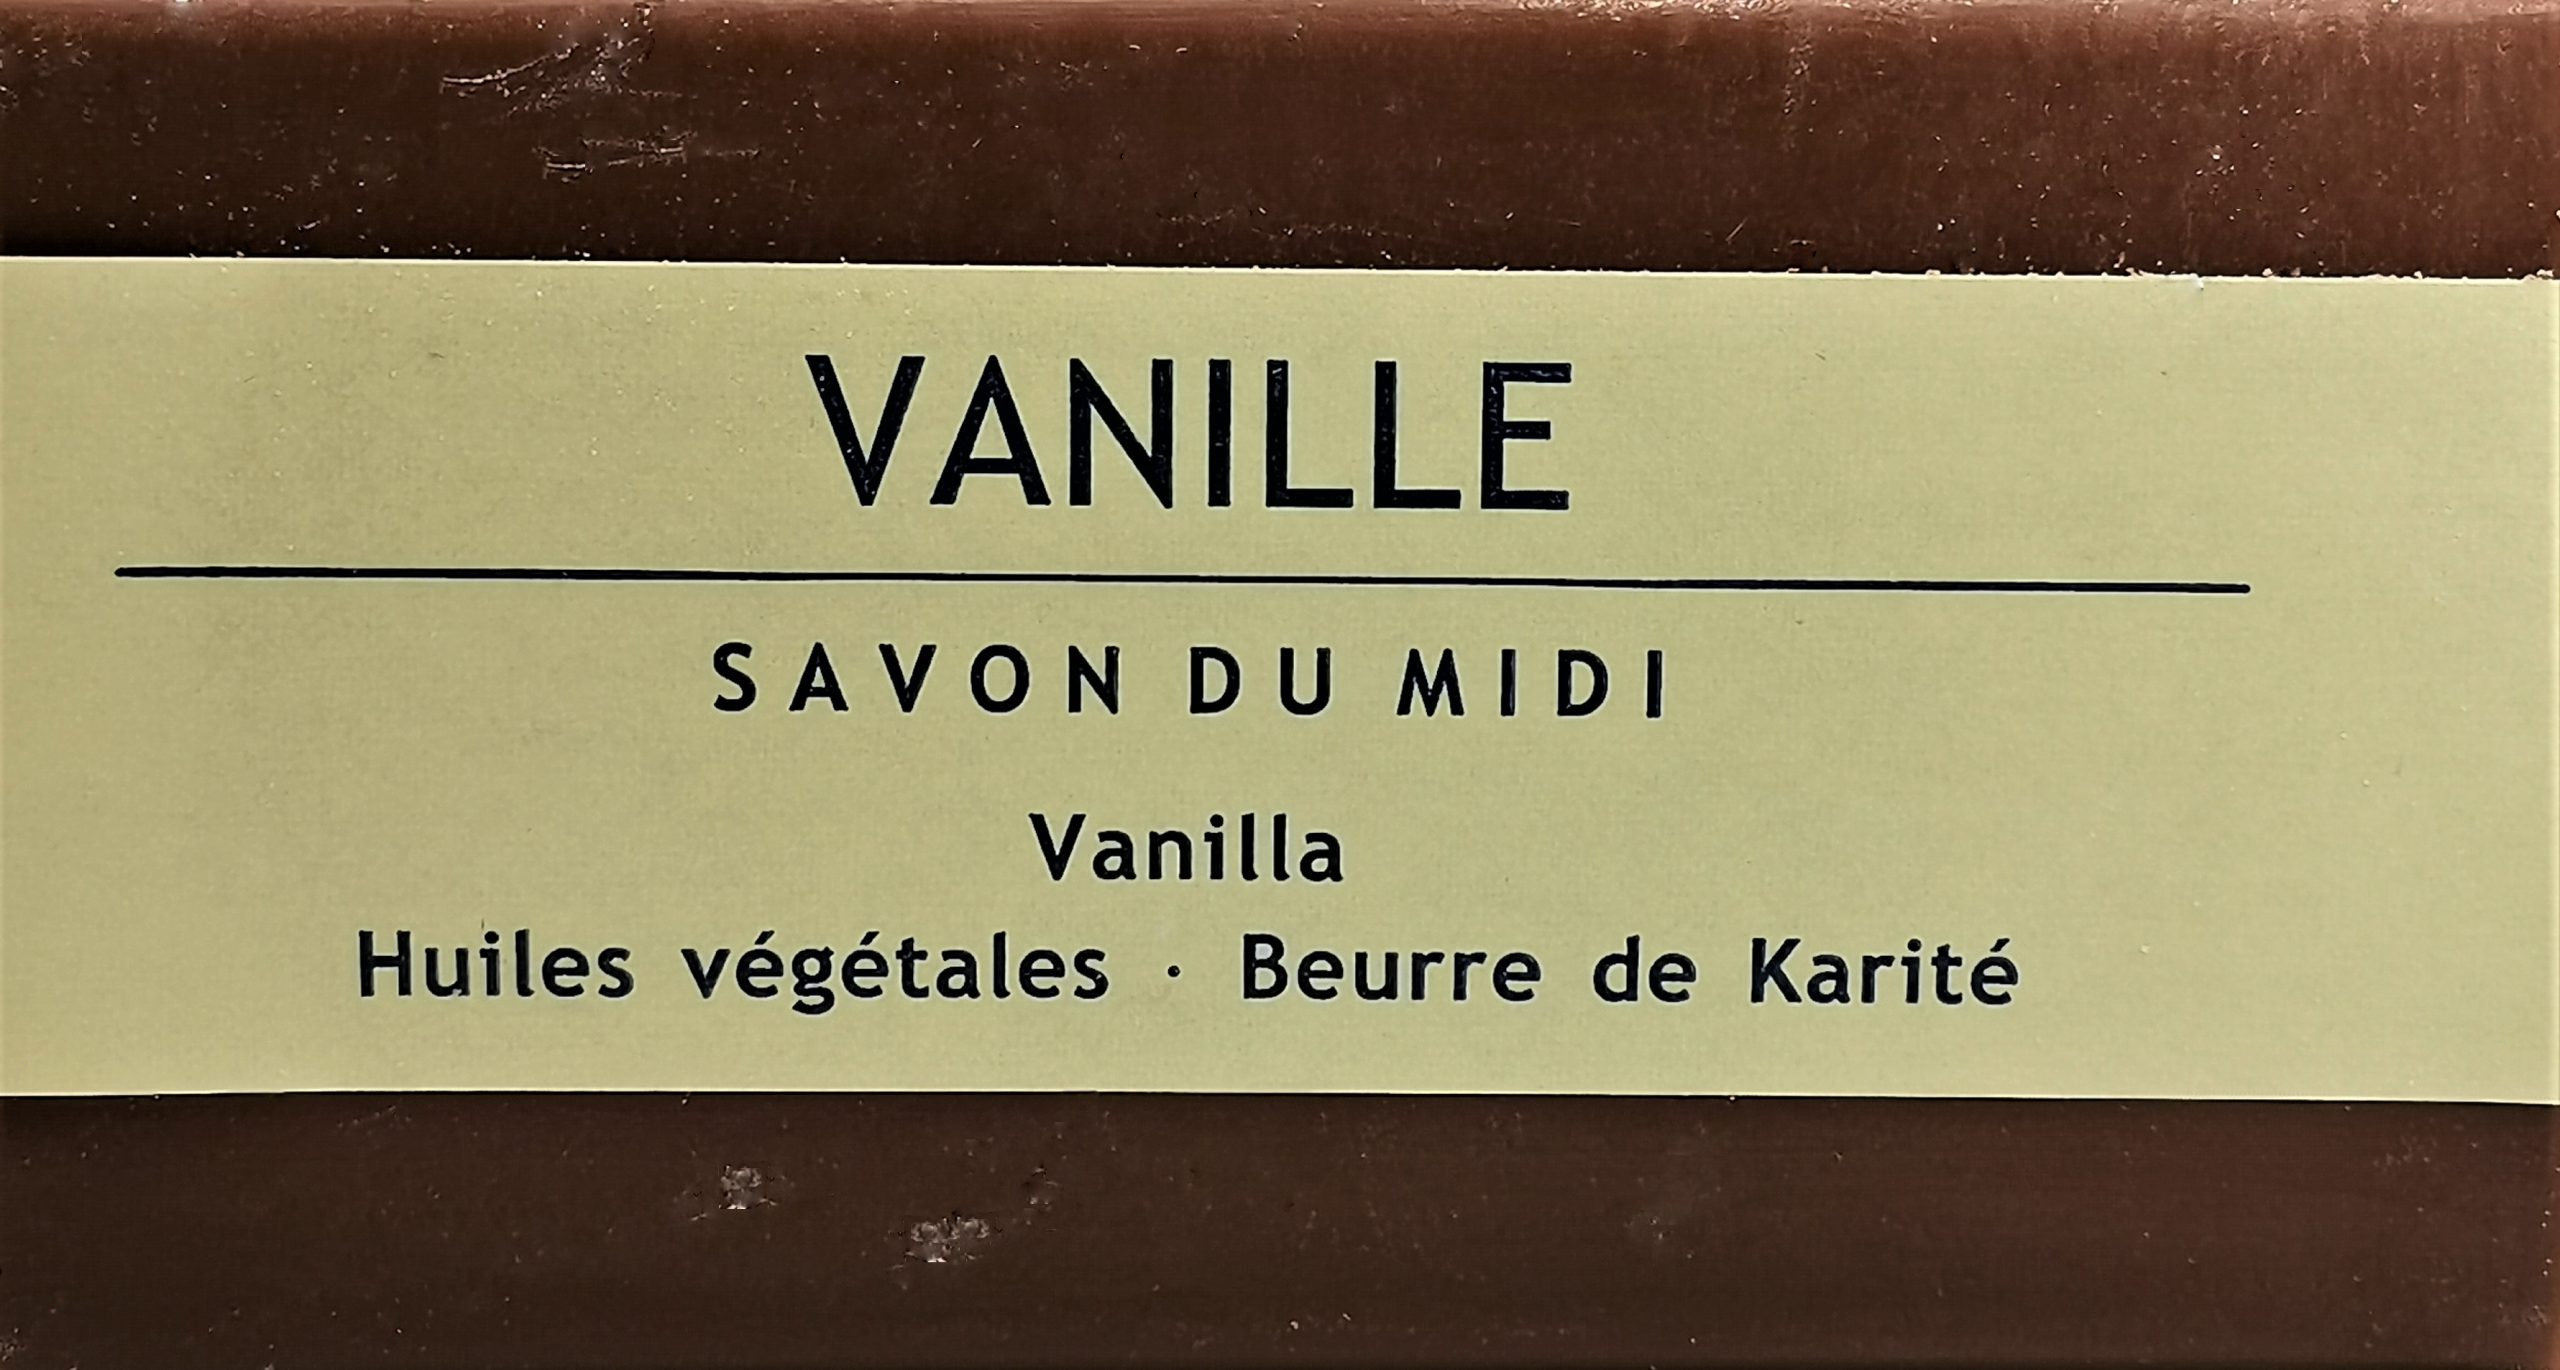 VANILLE
SAVON DU MIDI
Vanilla
Huiles végétales · Beurre de Karité